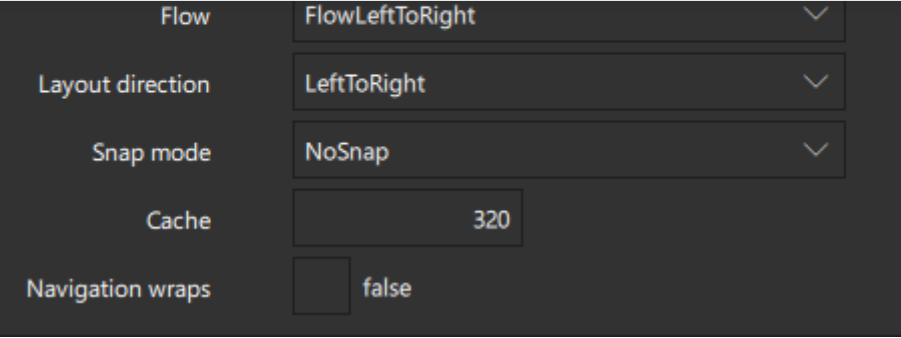 Flow FlowLeftToRight
Layout direction LeftToRight
Snap mode NoSnap
Cache 320
Navigation wraps false